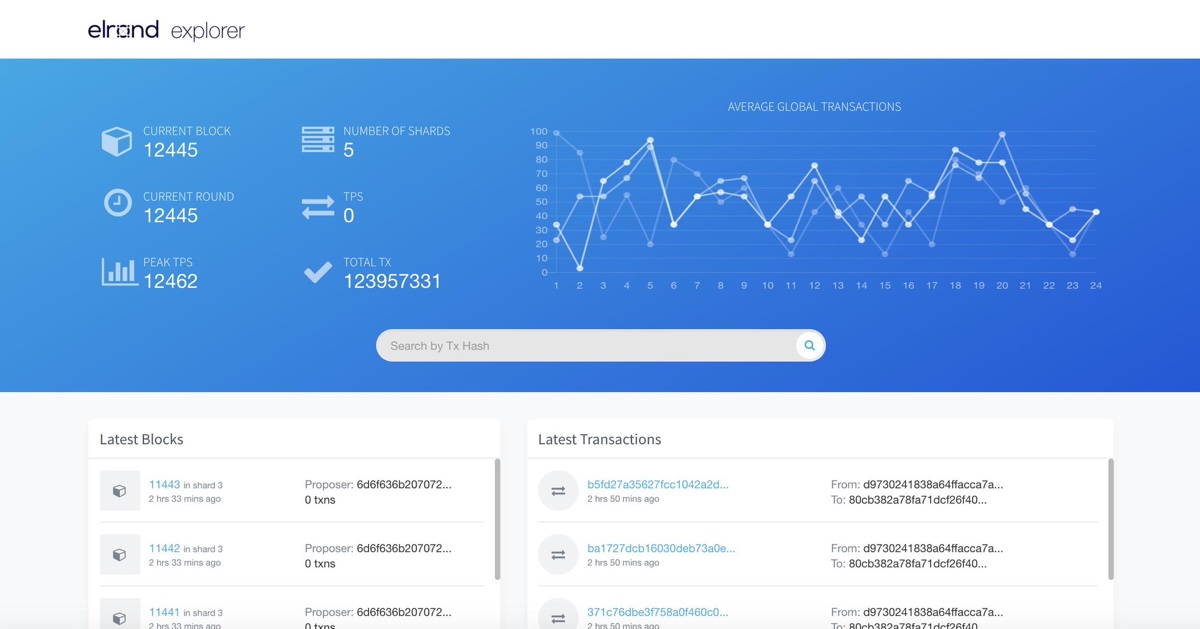 elrond explorer
AVERAGE GLOBAL TRANSACTIONS
CURRENT BLOCK
12445
NUMBER OF SHARDS
5
CURRENT ROUND
12445
TPS
0
PEAK TPS
12462
TOTAL TX
123957331
100
90
80
70
60
50
40
30
20
10
0
1 2 3 4 5 6 7 8 9 10 11 12 13 14 15 16 17 18 19 20 21 22 23 24
Search by Tx Hash
Latest Blocks
11443 in shard 3
2 hrs 33 mins ago
Proposer: 6d6f636b207072...
0 txns
11442 in shard 3
2 hrs 33 mins ago
Proposer: 6d6f636b207072...
0 txns
11441 in shard 3
2 hrs 33 mins ago
Proposer: 6d6f636b207072...
0 txns
Latest Transactions
b5fd27a35627fcc1042a2d...
2 hrs 50 mins ago
From: d9730241838a64ffacca7a...
To: 80cb382a78fa71dcf26f40...
ba1727dcb16030deb73a0e...
2 hrs 50 mins ago
From: d9730241838a64ffacca7a...
To: 80cb382a78fa71dcf26f40...
371c76dbe3f758a0f460c0...
2 hrs 50 mins ago
From: d9730241838a64ffacca7a...
To: 80cb382a78fa71dcf26f40...